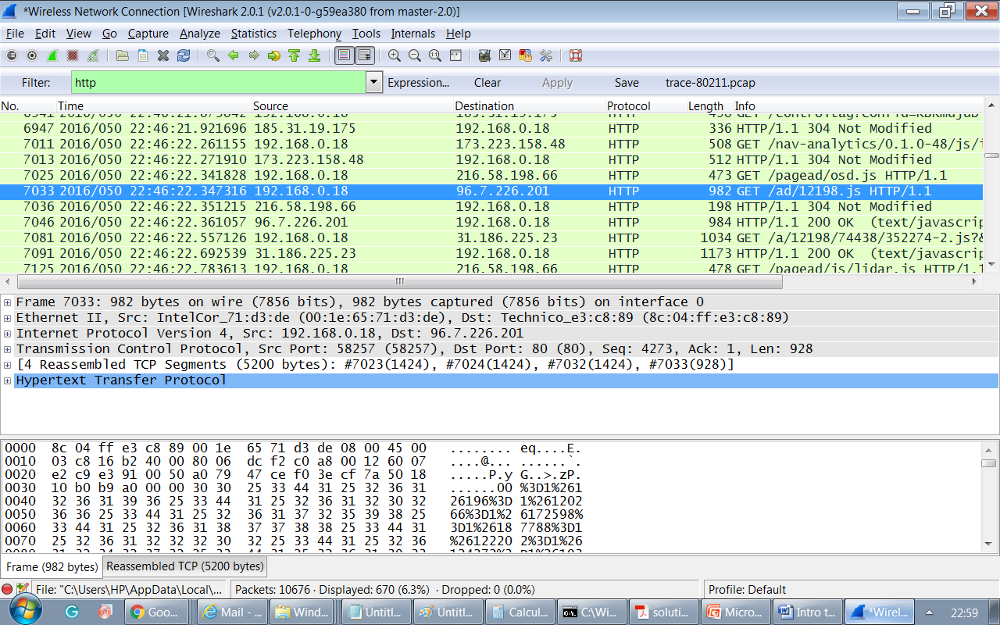 *Wireless Network Connection [Wireshark 2.0.1 (v2.0.1-0-g59ea380 from master-2.0)]
File Edit View Go Capture Analyze Statistics Telephony Tools Internals Help
Filter: http Expression... Clear Apply Save trace-80211.pcap
No. Time Source Destination Protocol Length Info
6947 2016/050 22:46:21.921696 185.31.19.175 192.168.0.18 HTTP 336 HTTP/1.1 304 Not Modified
7011 2016/050 22:46:22.261155 192.168.0.18 173.223.158.48 HTTP 508 GET /nav-analytics/0.1.0-48/js/i
7013 2016/050 22:46:22.271910 173.223.158.48 192.168.0.18 HTTP 512 HTTP/1.1 304 Not Modified
7025 2016/050 22:46:22.341828 192.168.0.18 216.58.198.66 HTTP 473 GET /pagead/osd.js HTTP/1.1
7033 2016/050 22:46:22.347316 192.168.0.18 96.7.226.201 HTTP 982 GET /ad/12198.js HTTP/1.1
7036 2016/050 22:46:22.351215 216.58.198.66 192.168.0.18 HTTP 198 HTTP/1.1 304 Not Modified
7046 2016/050 22:46:22.361057 96.7.226.201 192.168.0.18 HTTP 984 HTTP/1.1 200 OK (text/javascrip
7081 2016/050 22:46:22.557126 192.168.0.18 31.186.225.23 HTTP 1034 GET /a/12198/74438/352274-2.js?&
7091 2016/050 22:46:22.692539 31.186.225.23 192.168.0.18 HTTP 1173 HTTP/1.1 200 OK (text/javascrip
7125 2016/050 22:46:22.783613 192.168.0.18 216.58.198.66 HTTP 478 GET /pagead/js/lidar.js HTTP/1.1
Frame 7033: 982 bytes on wire (7856 bits), 982 bytes captured (7856 bits) on interface 0
Ethernet II, Src: IntelCor_71:d3:de (00:1e:65:71:d3:de), Dst: Technico_e3:c8:89 (8c:04:ff:e3:c8:89)
Internet Protocol Version 4, Src: 192.168.0.18, Dst: 96.7.226.201
Transmission Control Protocol, Src Port: 58257 (58257), Dst Port: 80 (80), Seq: 4273, Ack: 1, Len: 928
[4 Reassembled TCP Segments (5200 bytes): #7023(1424), #7024(1424), #7032(1424), #7033(928)]
Hypertext Transfer Protocol
0000 8c 04 ff e3 c8 89 00 1e 65 71 d3 de 08 00 45 00 ........ eq....E.
0010 03 c8 16 b2 40 00 80 06 dc f2 c0 a8 00 12 60 07 ....@... ......`.
0020 e2 c9 e3 91 00 50 a0 79 47 ce f0 3e cf 7a 50 18 .....P.y G..>.zP.
0030 10 b0 b9 a0 00 00 30 30 25 33 44 31 25 32 36 31 ......00 %3D1%261
0040 32 36 31 39 36 25 33 44 31 25 32 36 31 32 30 32 26196%3D 1%261202
0050 36 36 25 33 44 31 25 32 36 31 37 32 35 39 38 25 66%3D1%2 6172598%
0060 33 44 31 25 32 36 31 38 37 37 38 38 25 33 44 31 3D1%2618 7788%3D1
0070 25 32 36 31 32 32 32 30 32 25 33 44 31 25 32 36 %2612220 2%3D1%26
Frame (982 bytes) Reassembled TCP (5200 bytes)
File: "C:\Users\HP\AppData\Local\... Packets: 10676 · Displayed: 670 (6.3%) · Dropped: 0 (0.0%) Profile: Default
Goo... Mail - ... Wind... Untitl... Untitl... Calcul... C:\Wi... soluti... Micro... Intro t... *Wirel... 22:59